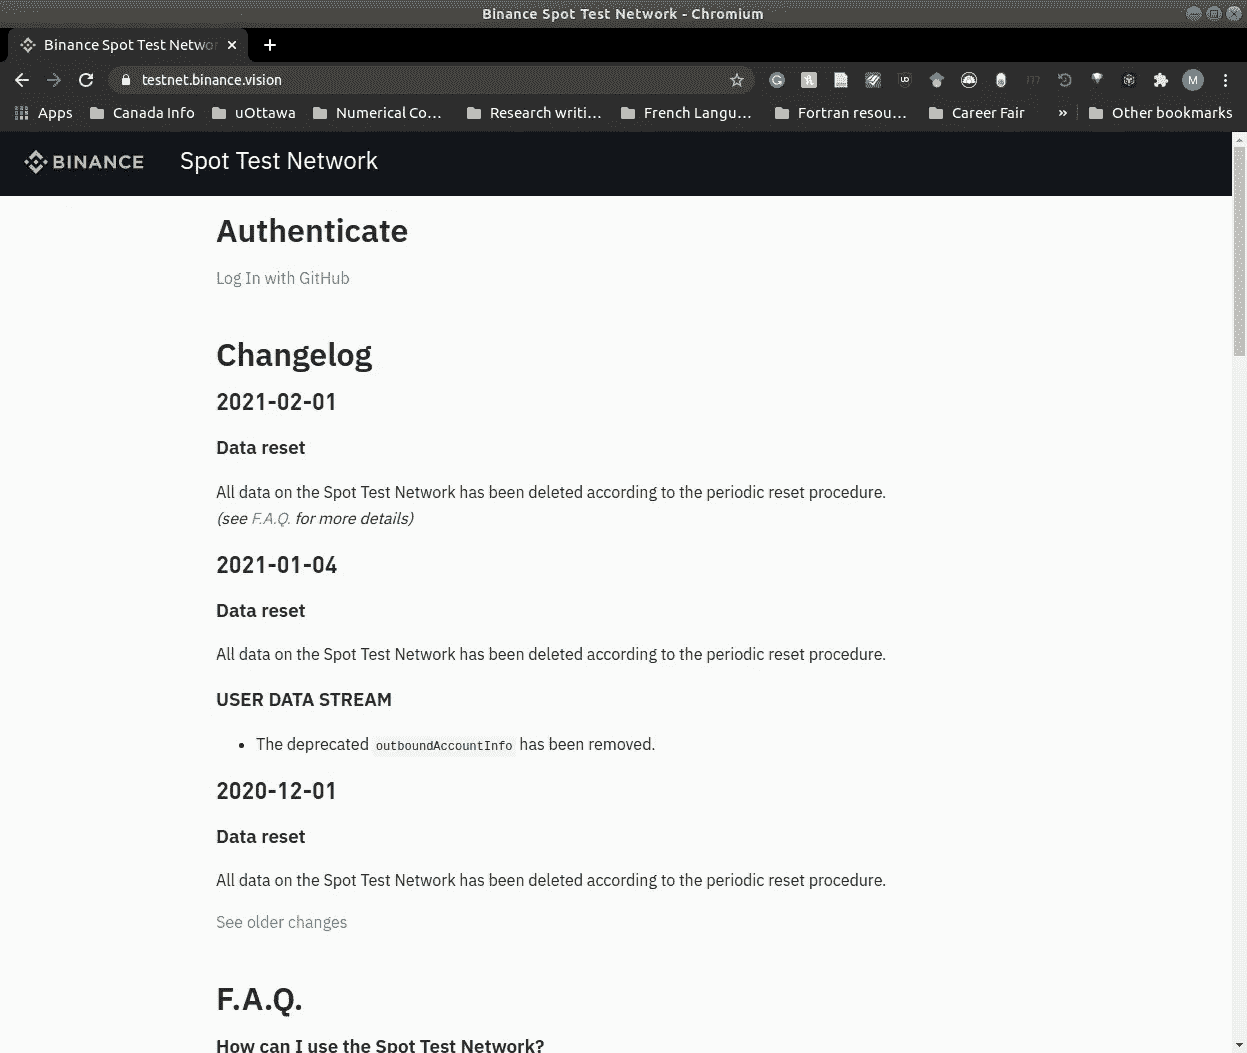 Binance Spot Test Network - Chromium
Binance Spot Test Netwo
testnet.binance.vision
M
Apps Canada Info uOttawa Numerical Co... Research writi... French Langu... Fortran resou... Career Fair » Other bookmarks
BINANCE Spot Test Network
Authenticate
Log In with GitHub
Changelog
2021-02-01
Data reset
All data on the Spot Test Network has been deleted according to the periodic reset procedure.
(see F.A.Q. for more details)
2021-01-04
Data reset
All data on the Spot Test Network has been deleted according to the periodic reset procedure.
USER DATA STREAM
• The deprecated outboundAccountInfo has been removed.
2020-12-01
Data reset
All data on the Spot Test Network has been deleted according to the periodic reset procedure.
See older changes
F.A.Q.
How can I use the Spot Test Network?